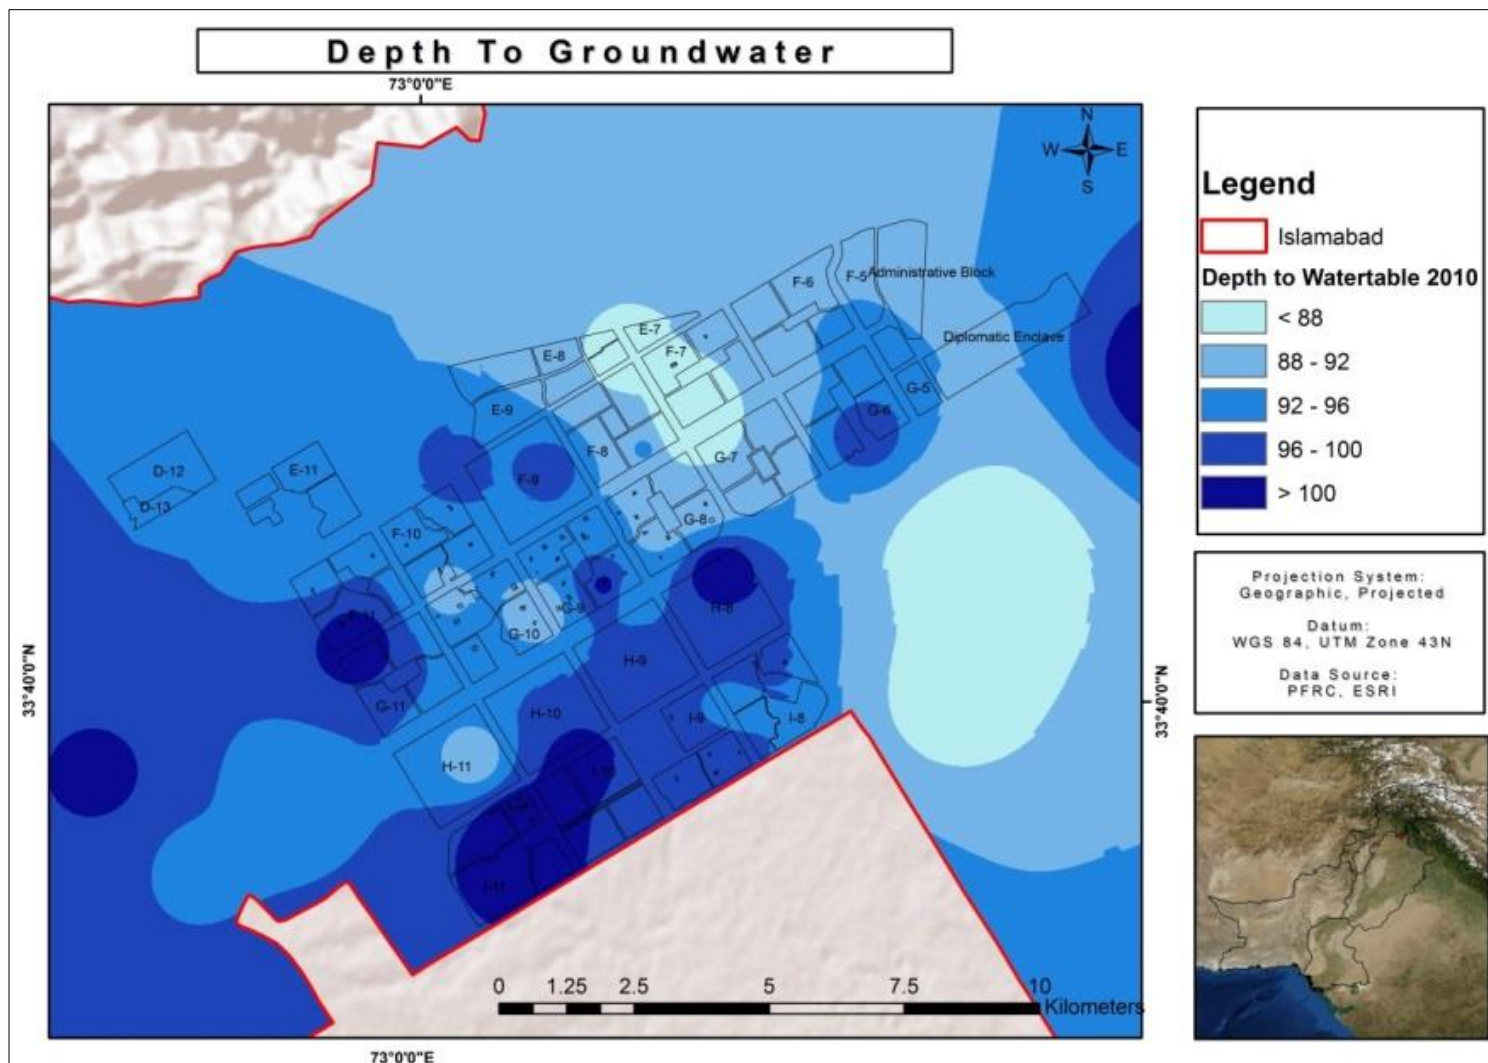 Depth To Groundwater
73°0'0"E
N
W E
S
Legend
Islamabad
Depth to Watertable 2010
< 88
88 - 92
92 - 96
96 - 100
> 100
Projection System:
Geographic, Projected
Datum:
WGS 84, UTM Zone 43N
Data Source:
PFRC, ESRI
F-6
F-5
Administrative Block
E-7
E-8
F-7
Diplomatic Enclave
G-5
E-9
G-6
F-8
G-7
D-12
E-11
F-9
D-13
G-8
F-10
G-9
H-8
F-11
G-10
H-9
G-11
H-10
I-9
I-8
H-11
I-10
I-11
33°40'0"N
33°40'0"N
0 1.25 2.5 5 7.5 10
Kilometers
73°0'0"E